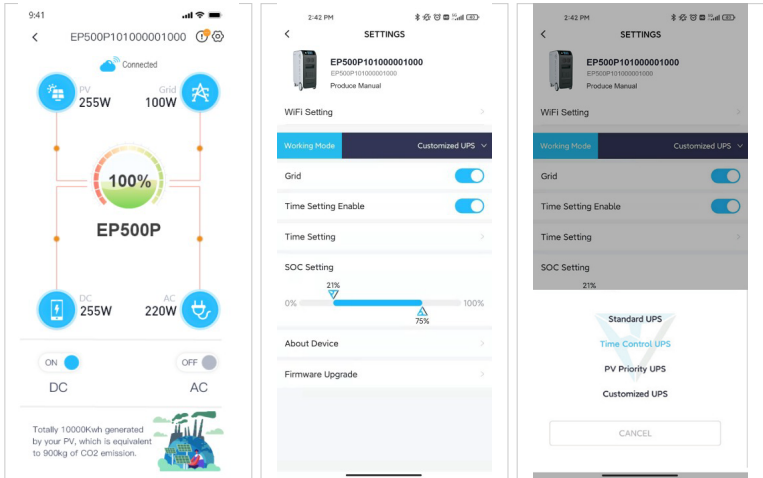 9:41
EP500P101000001000
Connected
PV
255W
Grid
100W
100%
EP500P
DC
255W
AC
220W
ON
OFF
DC
AC
Totally 10000Kwh generated
by your PV, which is equivalent
to 900kg of CO2 emission.
2:42 PM
SETTINGS
EP500P101000001000
EP500P101000001000
Produce Manual
WiFi Setting
Working Mode
Customized UPS
Grid
Time Setting Enable
Time Setting
SOC Setting
21%
0%
100%
75%
About Device
Firmware Upgrade
2:42 PM
SETTINGS
EP500P101000001000
EP500P101000001000
Produce Manual
WiFi Setting
Working Mode
Customized UPS
Grid
Time Setting Enable
Time Setting
SOC Setting
21%
Standard UPS
Time Control UPS
PV Priority UPS
Customized UPS
CANCEL